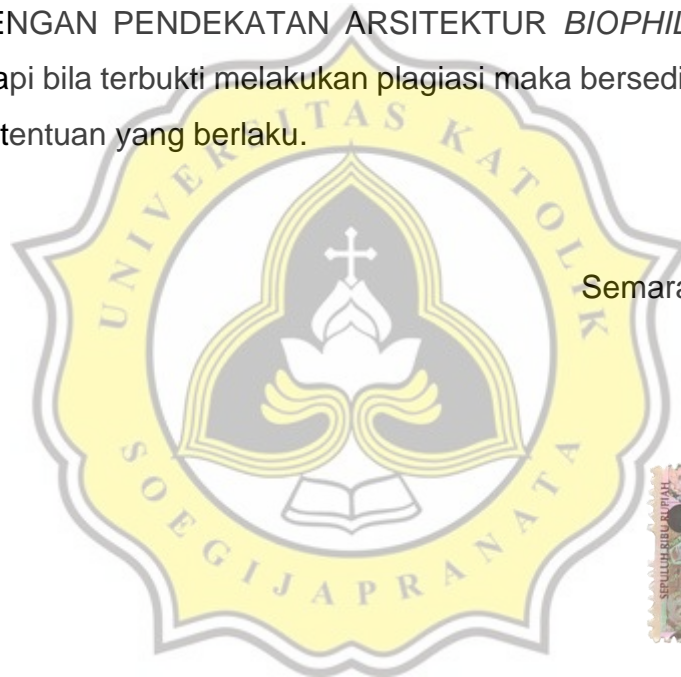 ENGAN PENDEKATAN ARSITEKTUR BIOPHIL
api bila terbukti melakukan plagiasi maka bersedi
tentuan yang berlaku.
UNIVERSITAS KATOLIK
Semara
SOEGIJAPRANATA
SEPULUH RIBU RUPIAH